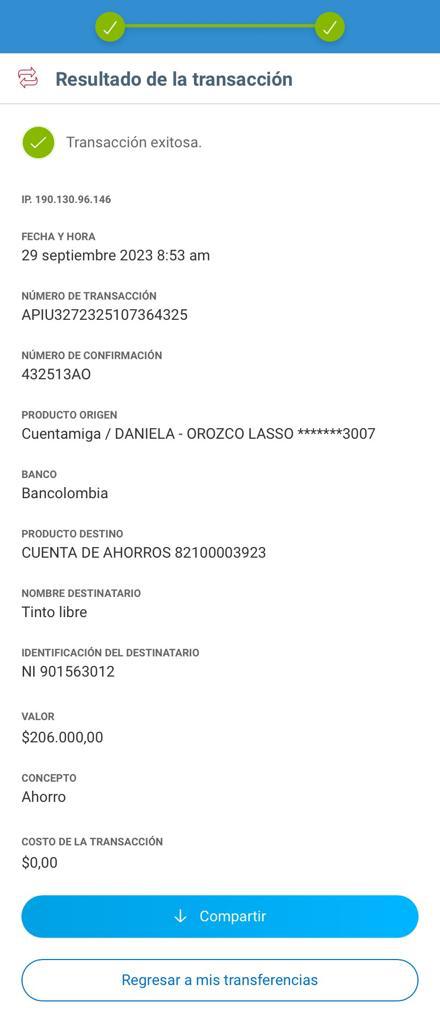 Resultado de la transacción
Transacción exitosa.
IP. 190.130.96.146
FECHA Y HORA
29 septiembre 2023 8:53 am
NÚMERO DE TRANSACCIÓN
APIU3272325107364325
NÚMERO DE CONFIRMACIÓN
432513AO
PRODUCTO ORIGEN
Cuentamiga / DANIELA - OROZCO LASSO *******3007
BANCO
Bancolombia
PRODUCTO DESTINO
CUENTA DE AHORROS 82100003923
NOMBRE DESTINATARIO
Tinto libre
IDENTIFICACIÓN DEL DESTINATARIO
NI 901563012
VALOR
$206.000,00
CONCEPTO
Ahorro
COSTO DE LA TRANSACCIÓN
$0,00
Compartir
Regresar a mis transferencias